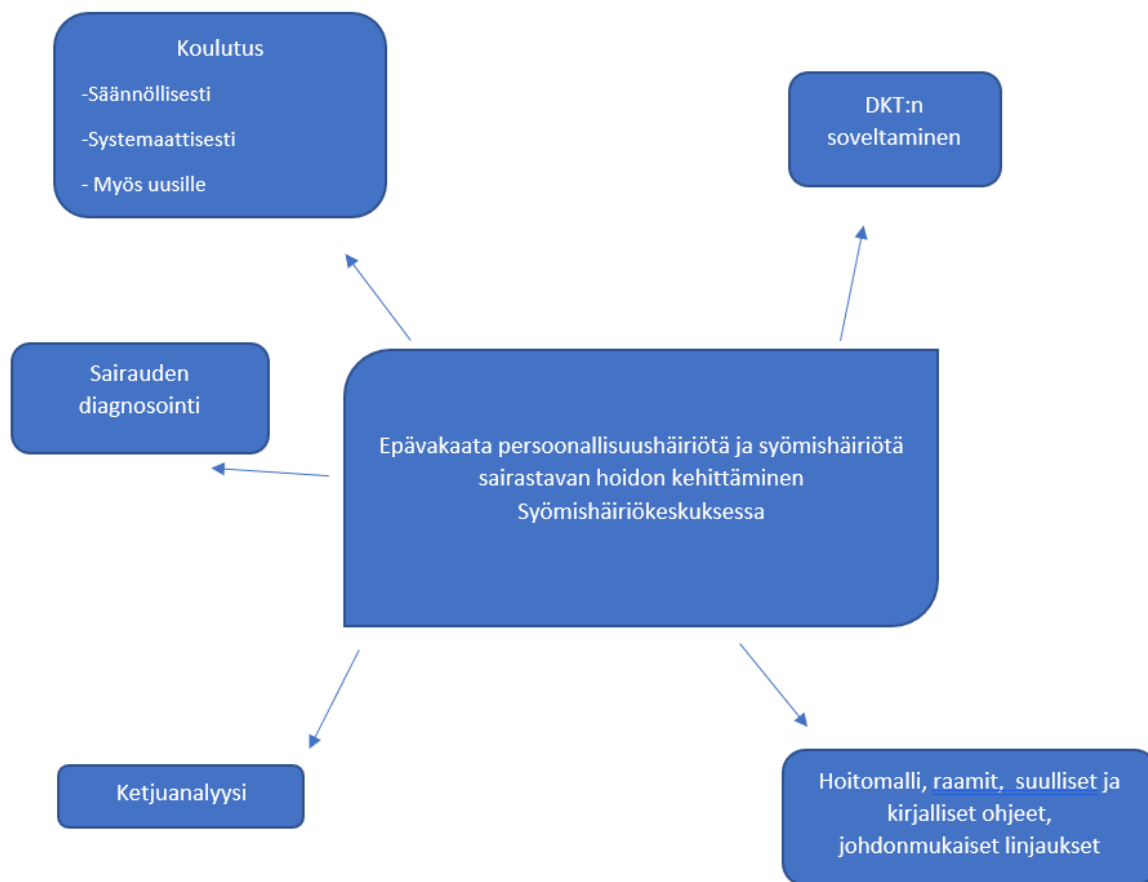 Koulutus
-Säännöllisesti
-Systemaattisesti
- Myös uusille
DKT:n
soveltaminen
Sairauden
diagnosointi
Epävakaata persoonallisuushäiriötä ja syömishäiriötä
sairastavan hoidon kehittäminen
Syömishäiriökeskuksessa
Ketjuanalyysi
Hoitomalli, raamit, suulliset ja
kirjalliset ohjeet,
johdonmukaiset linjaukset